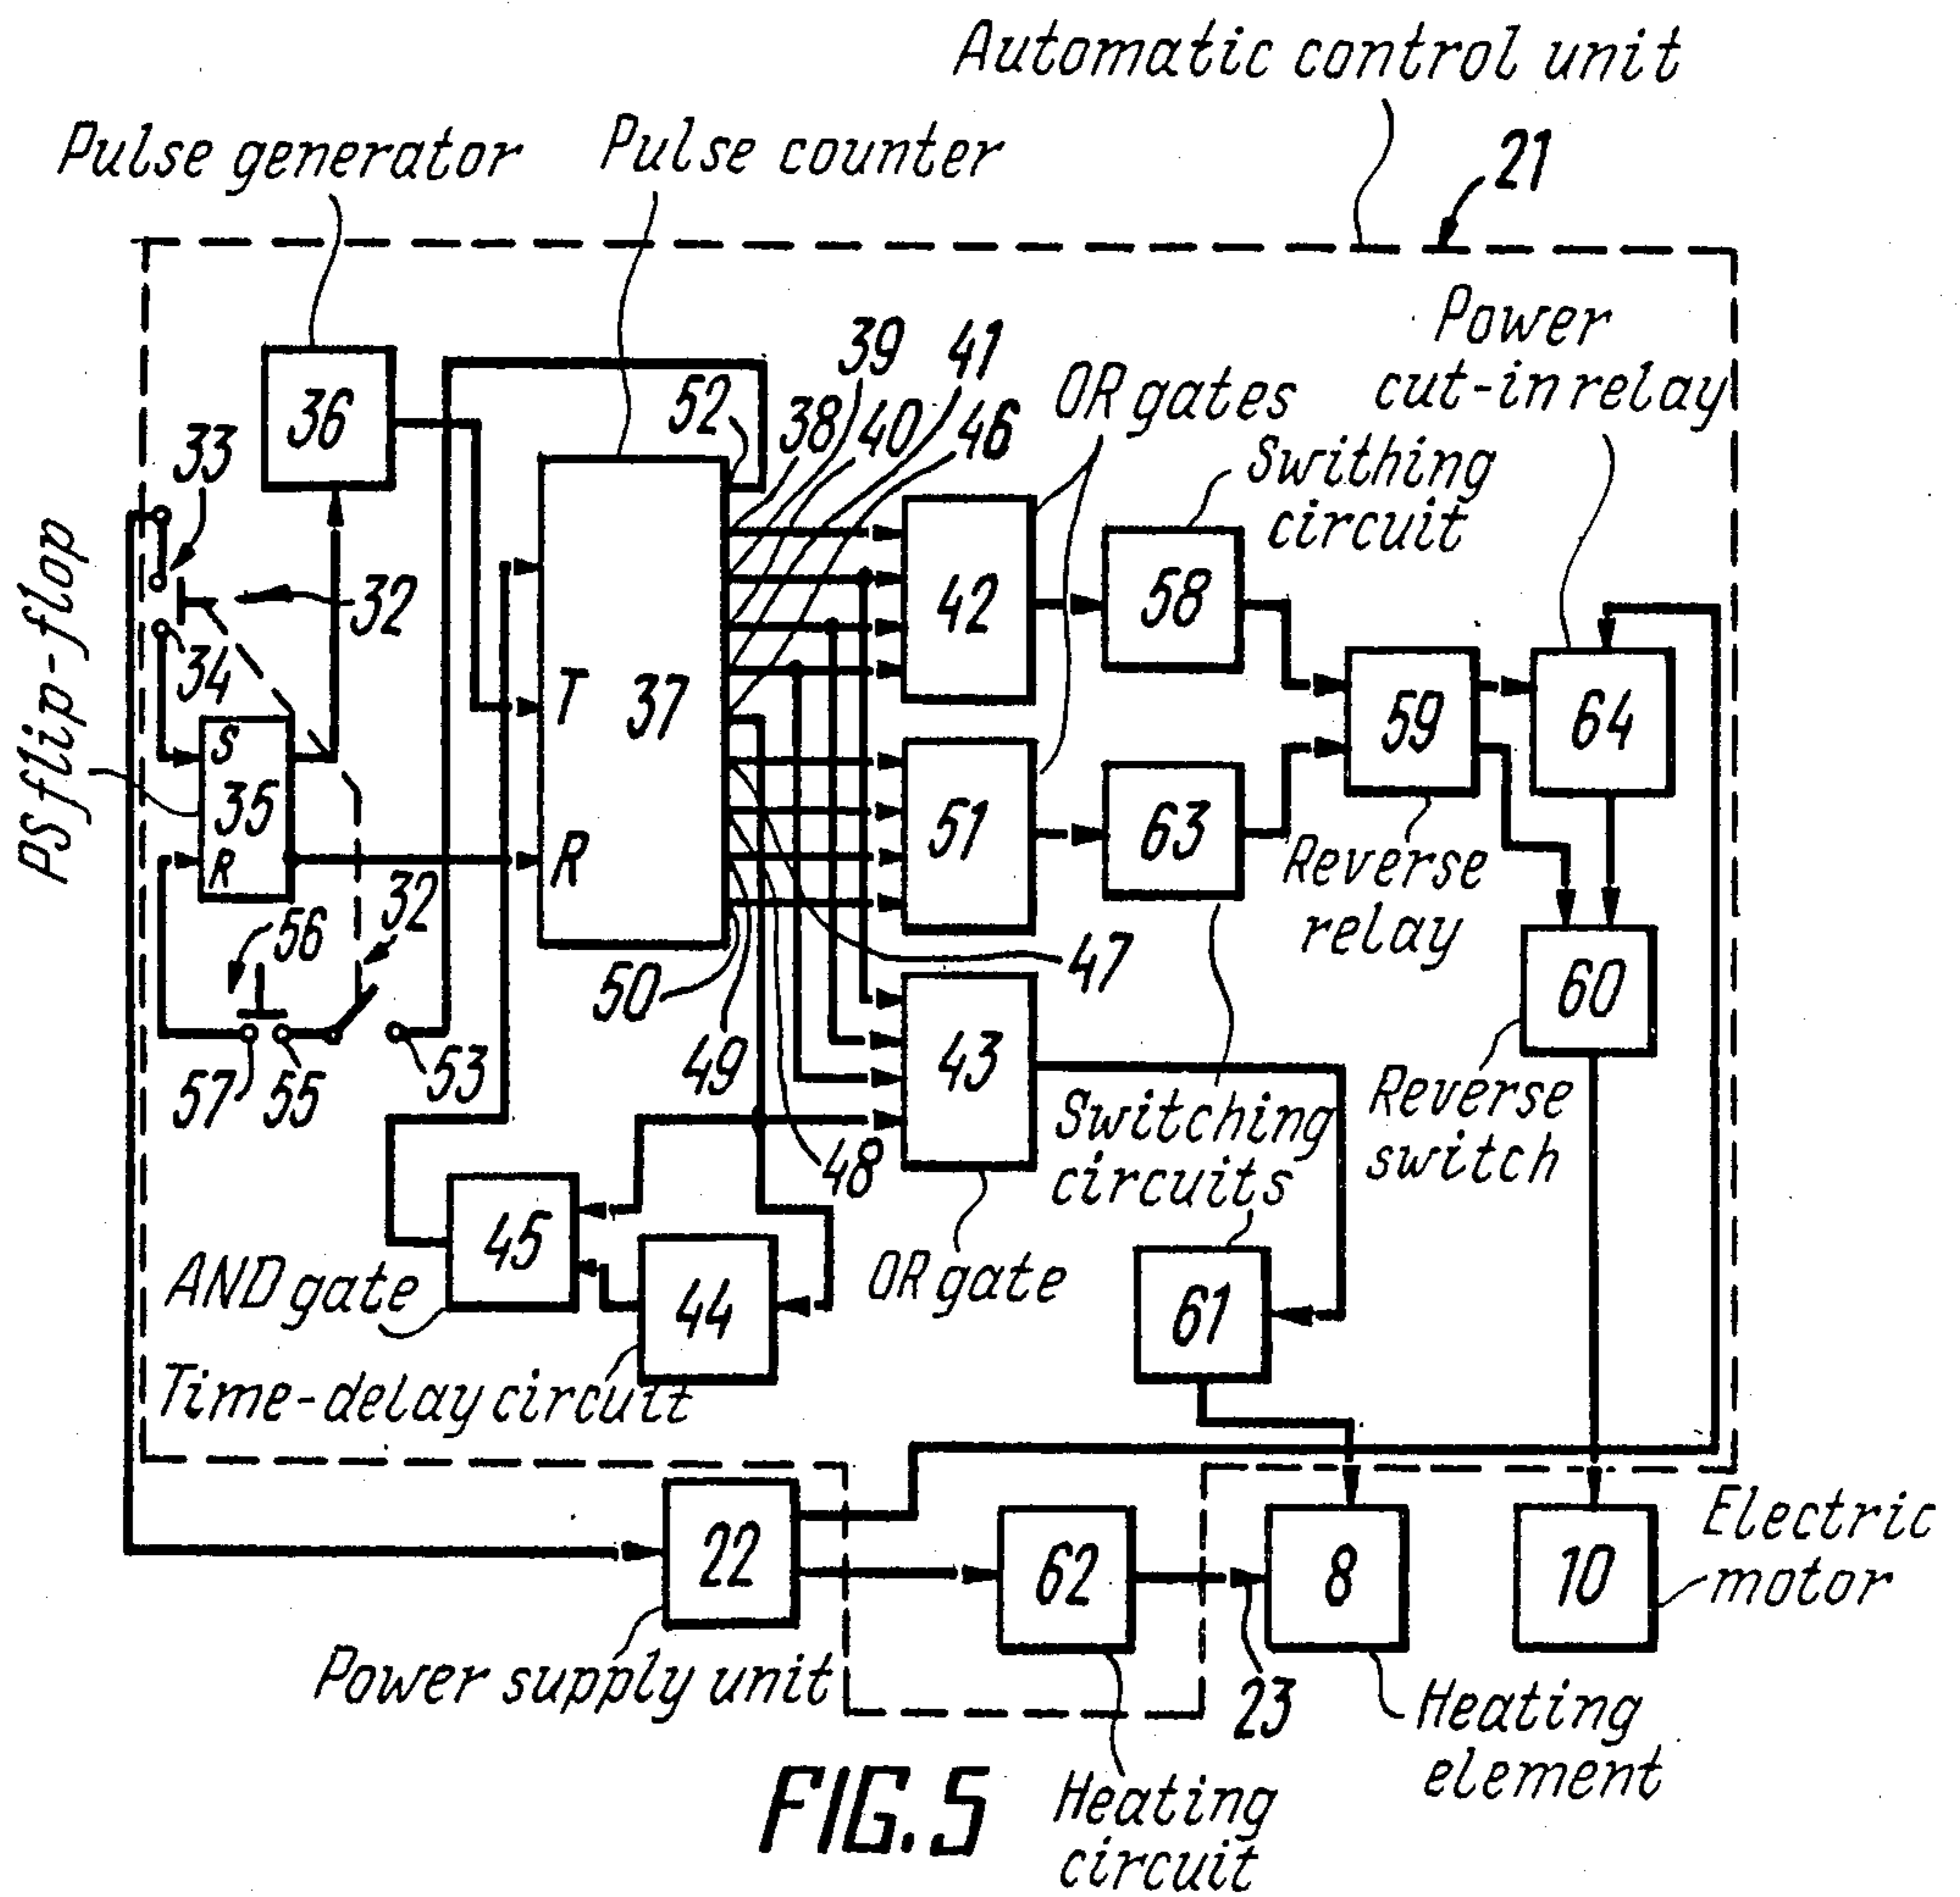 Automatic control unit
21
Pulse generator
Pulse counter
Power
cut-in relay
39
41
52
38
40
46
OR gates
36
33
Swithing
circuit
PS flip-flop
32
34
42
58
T
37
59
64
S
35
R
R
51
63
Reverse
relay
32
56
47
50
60
57
55
53
49
43
48
Switching
circuits
Reverse
switch
45
AND gate
44
OR gate
61
Time-delay circuit
22
62
8
10
Electric
motor
Power supply unit
23
Heating
element
Heating
circuit
FIG.5